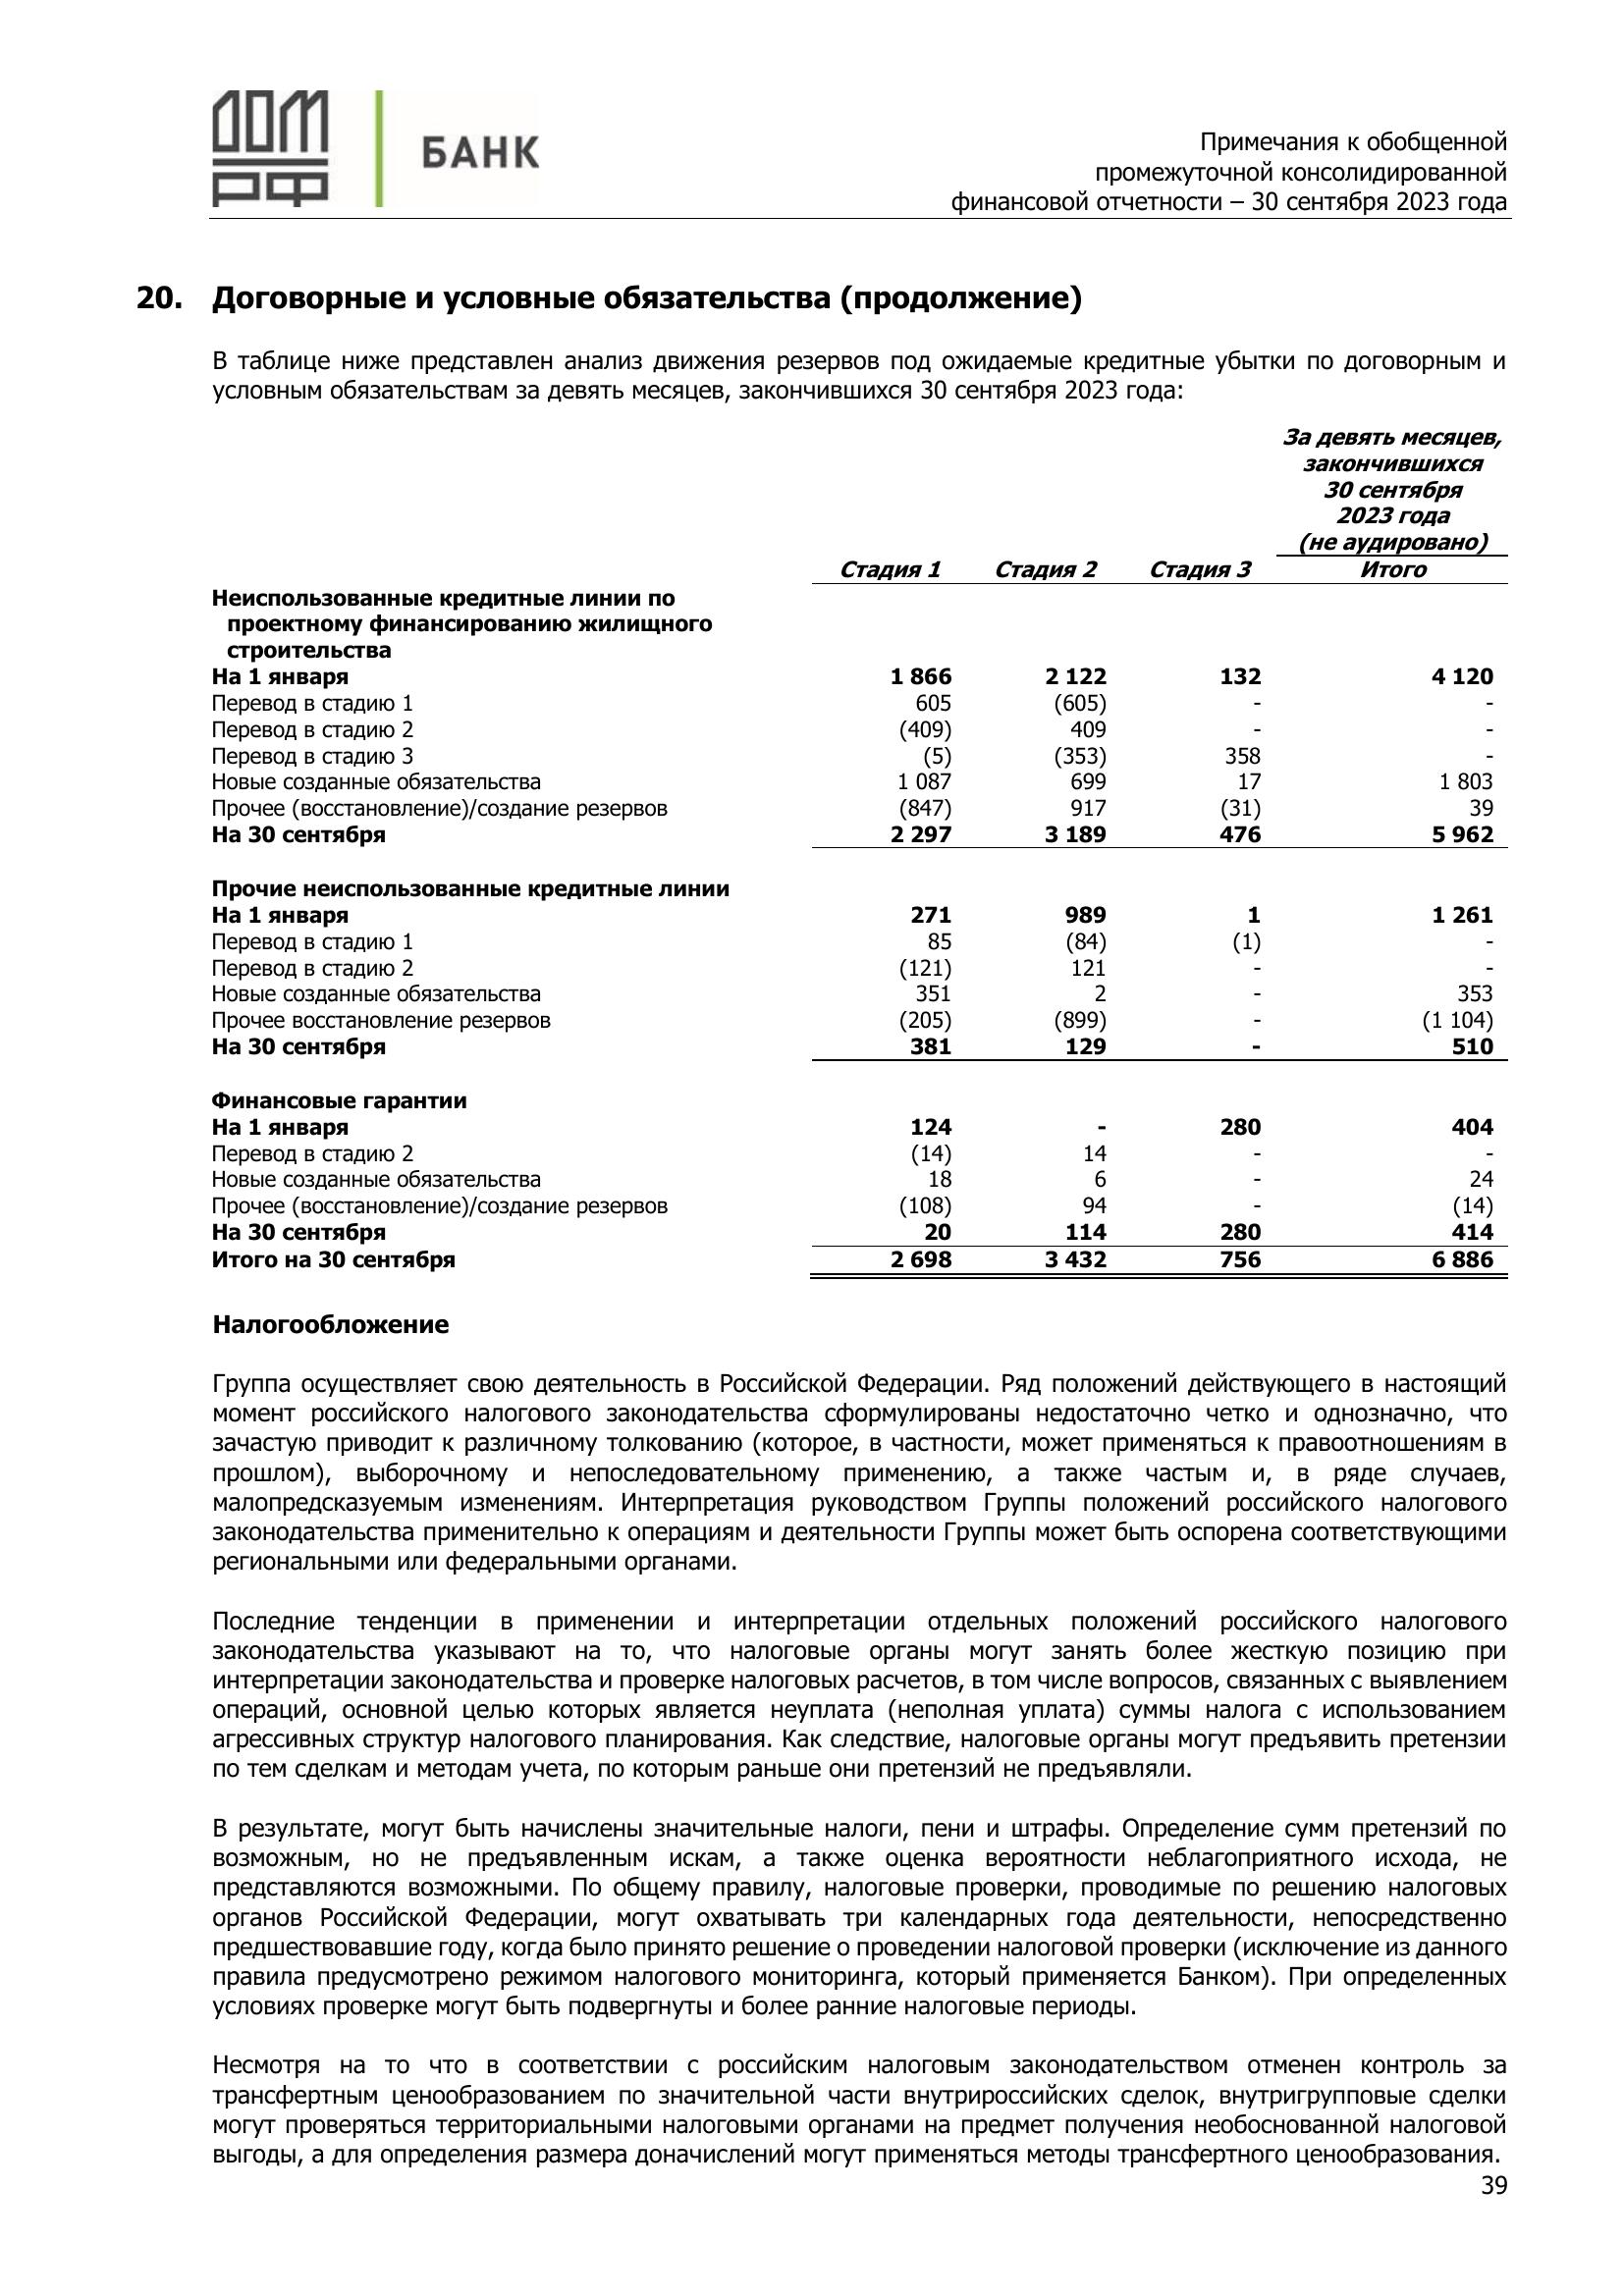 ДОМ
РФ
БАНК
Примечания к обобщенной
промежуточной консолидированной
финансовой отчетности – 30 сентября 2023 года
20. Договорные и условные обязательства (продолжение)
В таблице ниже представлен анализ движения резервов под ожидаемые кредитные убытки по договорным и
условным обязательствам за девять месяцев, закончившихся 30 сентября 2023 года:
За девять месяцев,
закончившихся
30 сентября
2023 года
(не аудировано)
Стадия 1 Стадия 2 Стадия 3 Итого
Неиспользованные кредитные линии по
проектному финансированию жилищного
строительства
На 1 января 1 866 2 122 132 4 120
Перевод в стадию 1 605 (605) - -
Перевод в стадию 2 (409) 409 - -
Перевод в стадию 3 (5) (353) 358 -
Новые созданные обязательства 1 087 699 17 1 803
Прочее (восстановление)/создание резервов (847) 917 (31) 39
На 30 сентября 2 297 3 189 476 5 962
Прочие неиспользованные кредитные линии
На 1 января 271 989 1 1 261
Перевод в стадию 1 85 (84) (1) -
Перевод в стадию 2 (121) 121 - -
Новые созданные обязательства 351 2 - 353
Прочее восстановление резервов (205) (899) - (1 104)
На 30 сентября 381 129 - 510
Финансовые гарантии
На 1 января 124 - 280 404
Перевод в стадию 2 (14) 14 - -
Новые созданные обязательства 18 6 - 24
Прочее (восстановление)/создание резервов (108) 94 - (14)
На 30 сентября 20 114 280 414
Итого на 30 сентября 2 698 3 432 756 6 886
Налогообложение
Группа осуществляет свою деятельность в Российской Федерации. Ряд положений действующего в настоящий
момент российского налогового законодательства сформулированы недостаточно четко и однозначно, что
зачастую приводит к различному толкованию (которое, в частности, может применяться к правоотношениям в
прошлом), выборочному и непоследовательному применению, а также частым и, в ряде случаев,
малопредсказуемым изменениям. Интерпретация руководством Группы положений российского налогового
законодательства применительно к операциям и деятельности Группы может быть оспорена соответствующими
региональными или федеральными органами.
Последние тенденции в применении и интерпретации отдельных положений российского налогового
законодательства указывают на то, что налоговые органы могут занять более жесткую позицию при
интерпретации законодательства и проверке налоговых расчетов, в том числе вопросов, связанных с выявлением
операций, основной целью которых является неуплата (неполная уплата) суммы налога с использованием
агрессивных структур налогового планирования. Как следствие, налоговые органы могут предъявить претензии
по тем сделкам и методам учета, по которым раньше они претензий не предъявляли.
В результате, могут быть начислены значительные налоги, пени и штрафы. Определение сумм претензий по
возможным, но не предъявленным искам, а также оценка вероятности неблагоприятного исхода, не
представляются возможными. По общему правилу, налоговые проверки, проводимые по решению налоговых
органов Российской Федерации, могут охватывать три календарных года деятельности, непосредственно
предшествовавшие году, когда было принято решение о проведении налоговой проверки (исключение из данного
правила предусмотрено режимом налогового мониторинга, который применяется Банком). При определенных
условиях проверке могут быть подвергнуты и более ранние налоговые периоды.
Несмотря на то что в соответствии с российским налоговым законодательством отменен контроль за
трансфертным ценообразованием по значительной части внутрироссийских сделок, внутригрупповые сделки
могут проверяться территориальными налоговыми органами на предмет получения необоснованной налоговой
выгоды, а для определения размера доначислений могут применяться методы трансфертного ценообразования.
39